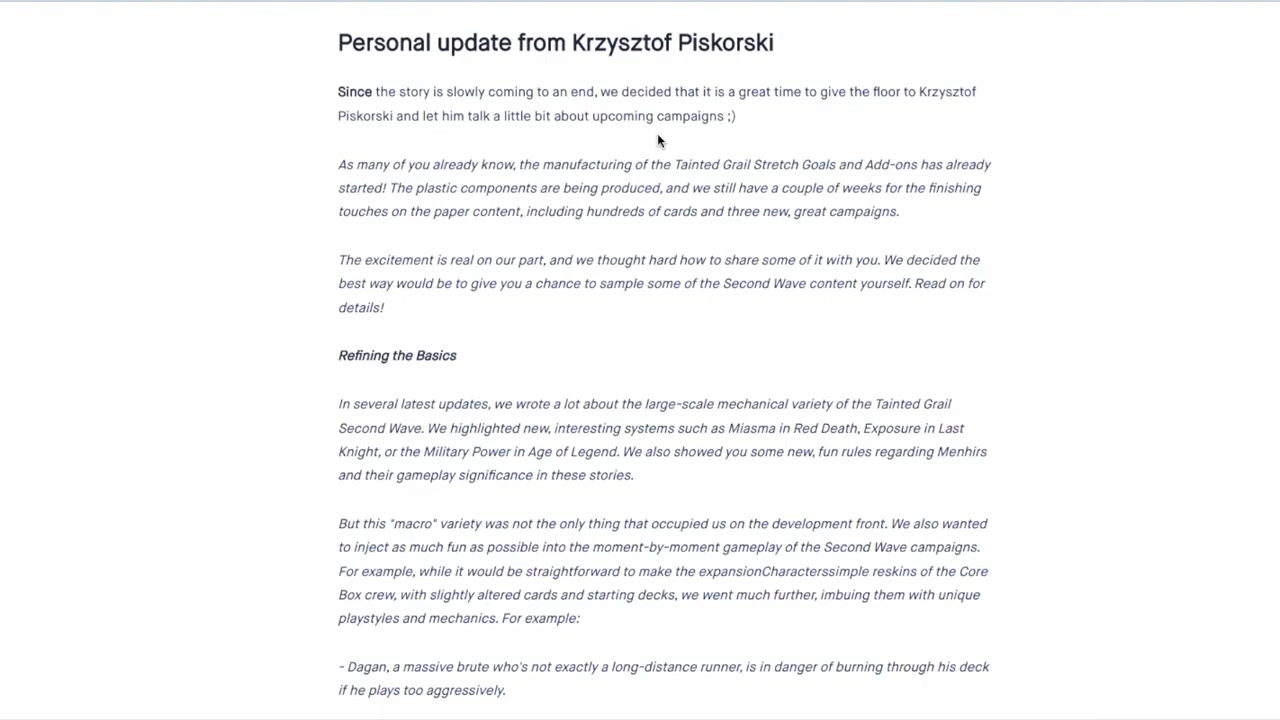 Personal update from Krzysztof Piskorski
Since the story is slowly coming to an end, we decided that it is a great time to give the floor to Krzysztof
Piskorski and let him talk a little bit about upcoming campaigns ;)
As many of you already know, the manufacturing of the Tainted Grail Stretch Goals and Add-ons has already
started! The plastic components are being produced, and we still have a couple of weeks for the finishing
touches on the paper content, including hundreds of cards and three new, great campaigns.
The excitement is real on our part, and we thought hard how to share some of it with you. We decided the
best way would be to give you a chance to sample some of the Second Wave content yourself. Read on for
details!
Refining the Basics
In several latest updates, we wrote a lot about the large-scale mechanical variety of the Tainted Grail
Second Wave. We highlighted new, interesting systems such as Miasma in Red Death, Exposure in Last
Knight, or the Military Power in Age of Legend. We also showed you some new, fun rules regarding Menhirs
and their gameplay significance in these stories.
But this "macro" variety was not the only thing that occupied us on the development front. We also wanted
to inject as much fun as possible into the moment-by-moment gameplay of the Second Wave campaigns.
For example, while it would be straightforward to make the expansionCharacterssimple reskins of the Core
Box crew, with slightly altered cards and starting decks, we went much further, imbuing them with unique
playstyles and mechanics. For example:
- Dagan, a massive brute who's not exactly a long-distance runner, is in danger of burning through his deck
if he plays too aggressively.